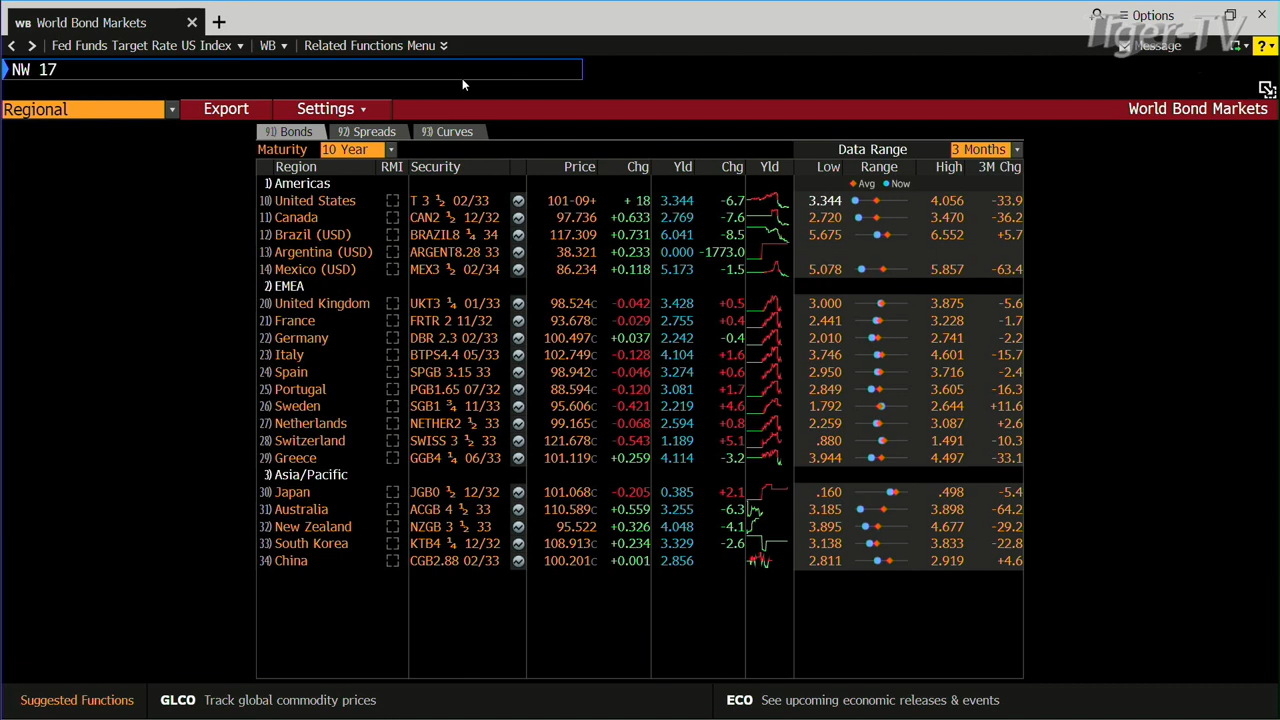 WB World Bond Markets × +
Options
< > Fed Funds Target Rate US Index WB Related Functions Menu Message ?
Tiger-TV
NW 17
Regional Export Settings World Bond Markets
91) Bonds 92) Spreads 93) Curves
Maturity 10 Year Data Range 3 Months
Region RMI Security Price Chg Yld Chg Yld Low Range High 3M Chg
1) Americas Avg Now
10) United States T 3 ½ 02/33 101-09+ + 18 3.344 -6.7 3.344 4.056 -33.9
11) Canada CAN2 ½ 12/32 97.736 +0.633 2.769 -7.6 2.720 3.470 -36.2
12) Brazil (USD) BRAZIL8 ¼ 34 117.309 +0.731 6.041 -8.5 5.675 6.552 +5.7
13) Argentina (USD) ARGENT8.28 33 38.321 +0.233 0.000 -1773.0
14) Mexico (USD) MEX3 ½ 02/34 86.234 +0.118 5.173 -1.5 5.078 5.857 -63.4
2) EMEA
20) United Kingdom UKT3 ¼ 01/33 98.524C -0.042 3.428 +0.5 3.000 3.875 -5.6
21) France FRTR 2 11/32 93.678C -0.029 2.755 +0.4 2.441 3.228 -1.7
22) Germany DBR 2.3 02/33 100.497C +0.037 2.242 -0.4 2.010 2.741 -2.2
23) Italy BTPS4.4 05/33 102.749C -0.128 4.104 +1.6 3.746 4.601 -15.7
24) Spain SPGB 3.15 33 98.942C -0.046 3.274 +0.6 2.950 3.716 -2.4
25) Portugal PGB1.65 07/32 88.594C -0.120 3.081 +1.7 2.849 3.605 -16.3
26) Sweden SGB1 ¾ 11/33 95.606C -0.421 2.219 +4.6 1.792 2.644 +11.6
27) Netherlands NETHER2 ½ 33 99.165C -0.068 2.594 +0.8 2.259 3.087 +2.6
28) Switzerland SWISS 3 ½ 33 121.678C -0.543 1.189 +5.1 .880 1.491 -10.3
29) Greece GGB4 ¼ 06/33 101.119C +0.259 4.114 -3.2 3.944 4.497 -33.1
3) Asia/Pacific
30) Japan JGB0 ½ 12/32 101.068C -0.205 0.385 +2.1 .160 .498 -5.4
31) Australia ACGB 4 ½ 33 110.589C +0.559 3.255 -6.3 3.185 3.898 -64.2
32) New Zealand NZGB 3 ½ 33 95.522 +0.326 4.048 -4.1 3.895 4.677 -29.2
33) South Korea KTB4 ¼ 12/32 108.913C +0.234 3.329 -2.6 3.138 3.833 -22.8
34) China CGB2.88 02/33 100.201C +0.001 2.856 2.811 2.919 +4.6
Suggested Functions GLCO Track global commodity prices ECO See upcoming economic releases & events